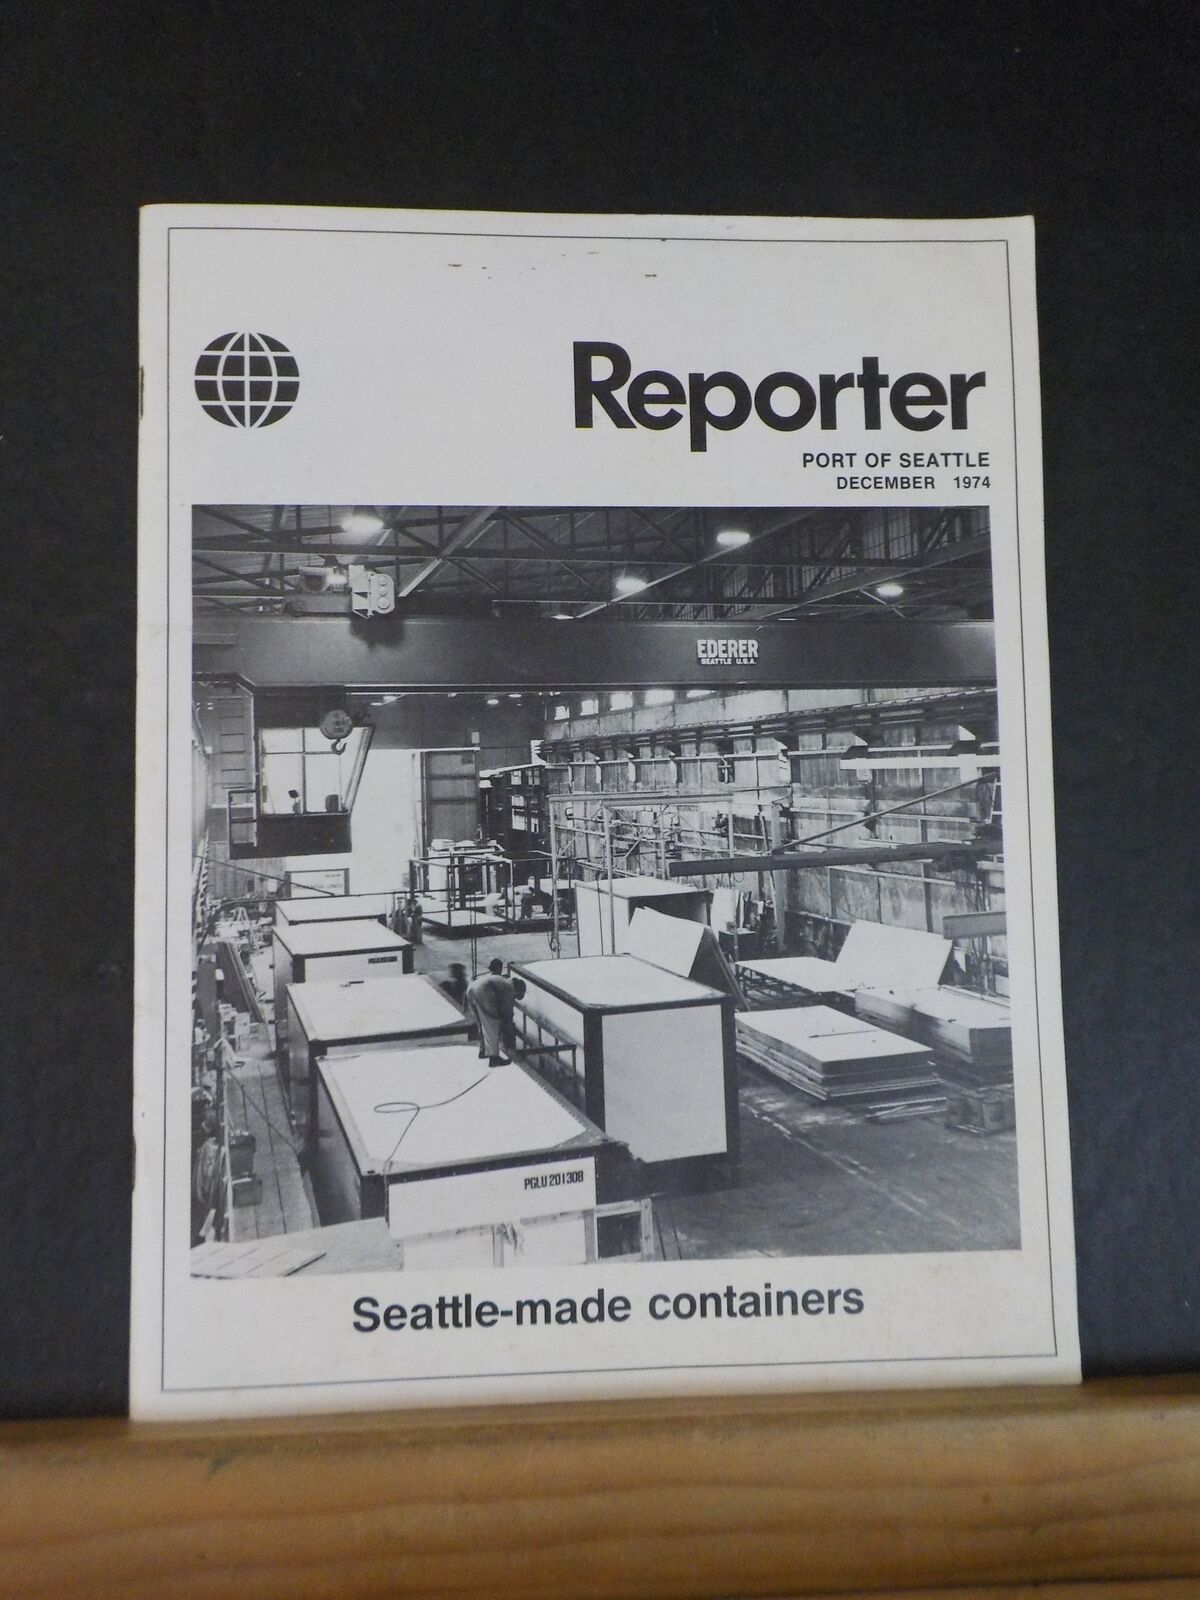 Reporter
PORT OF SEATTLE
DECEMBER 1974
EDERER
SEATTLE U.S.A.
PGLU 201308
Seattle-made containers